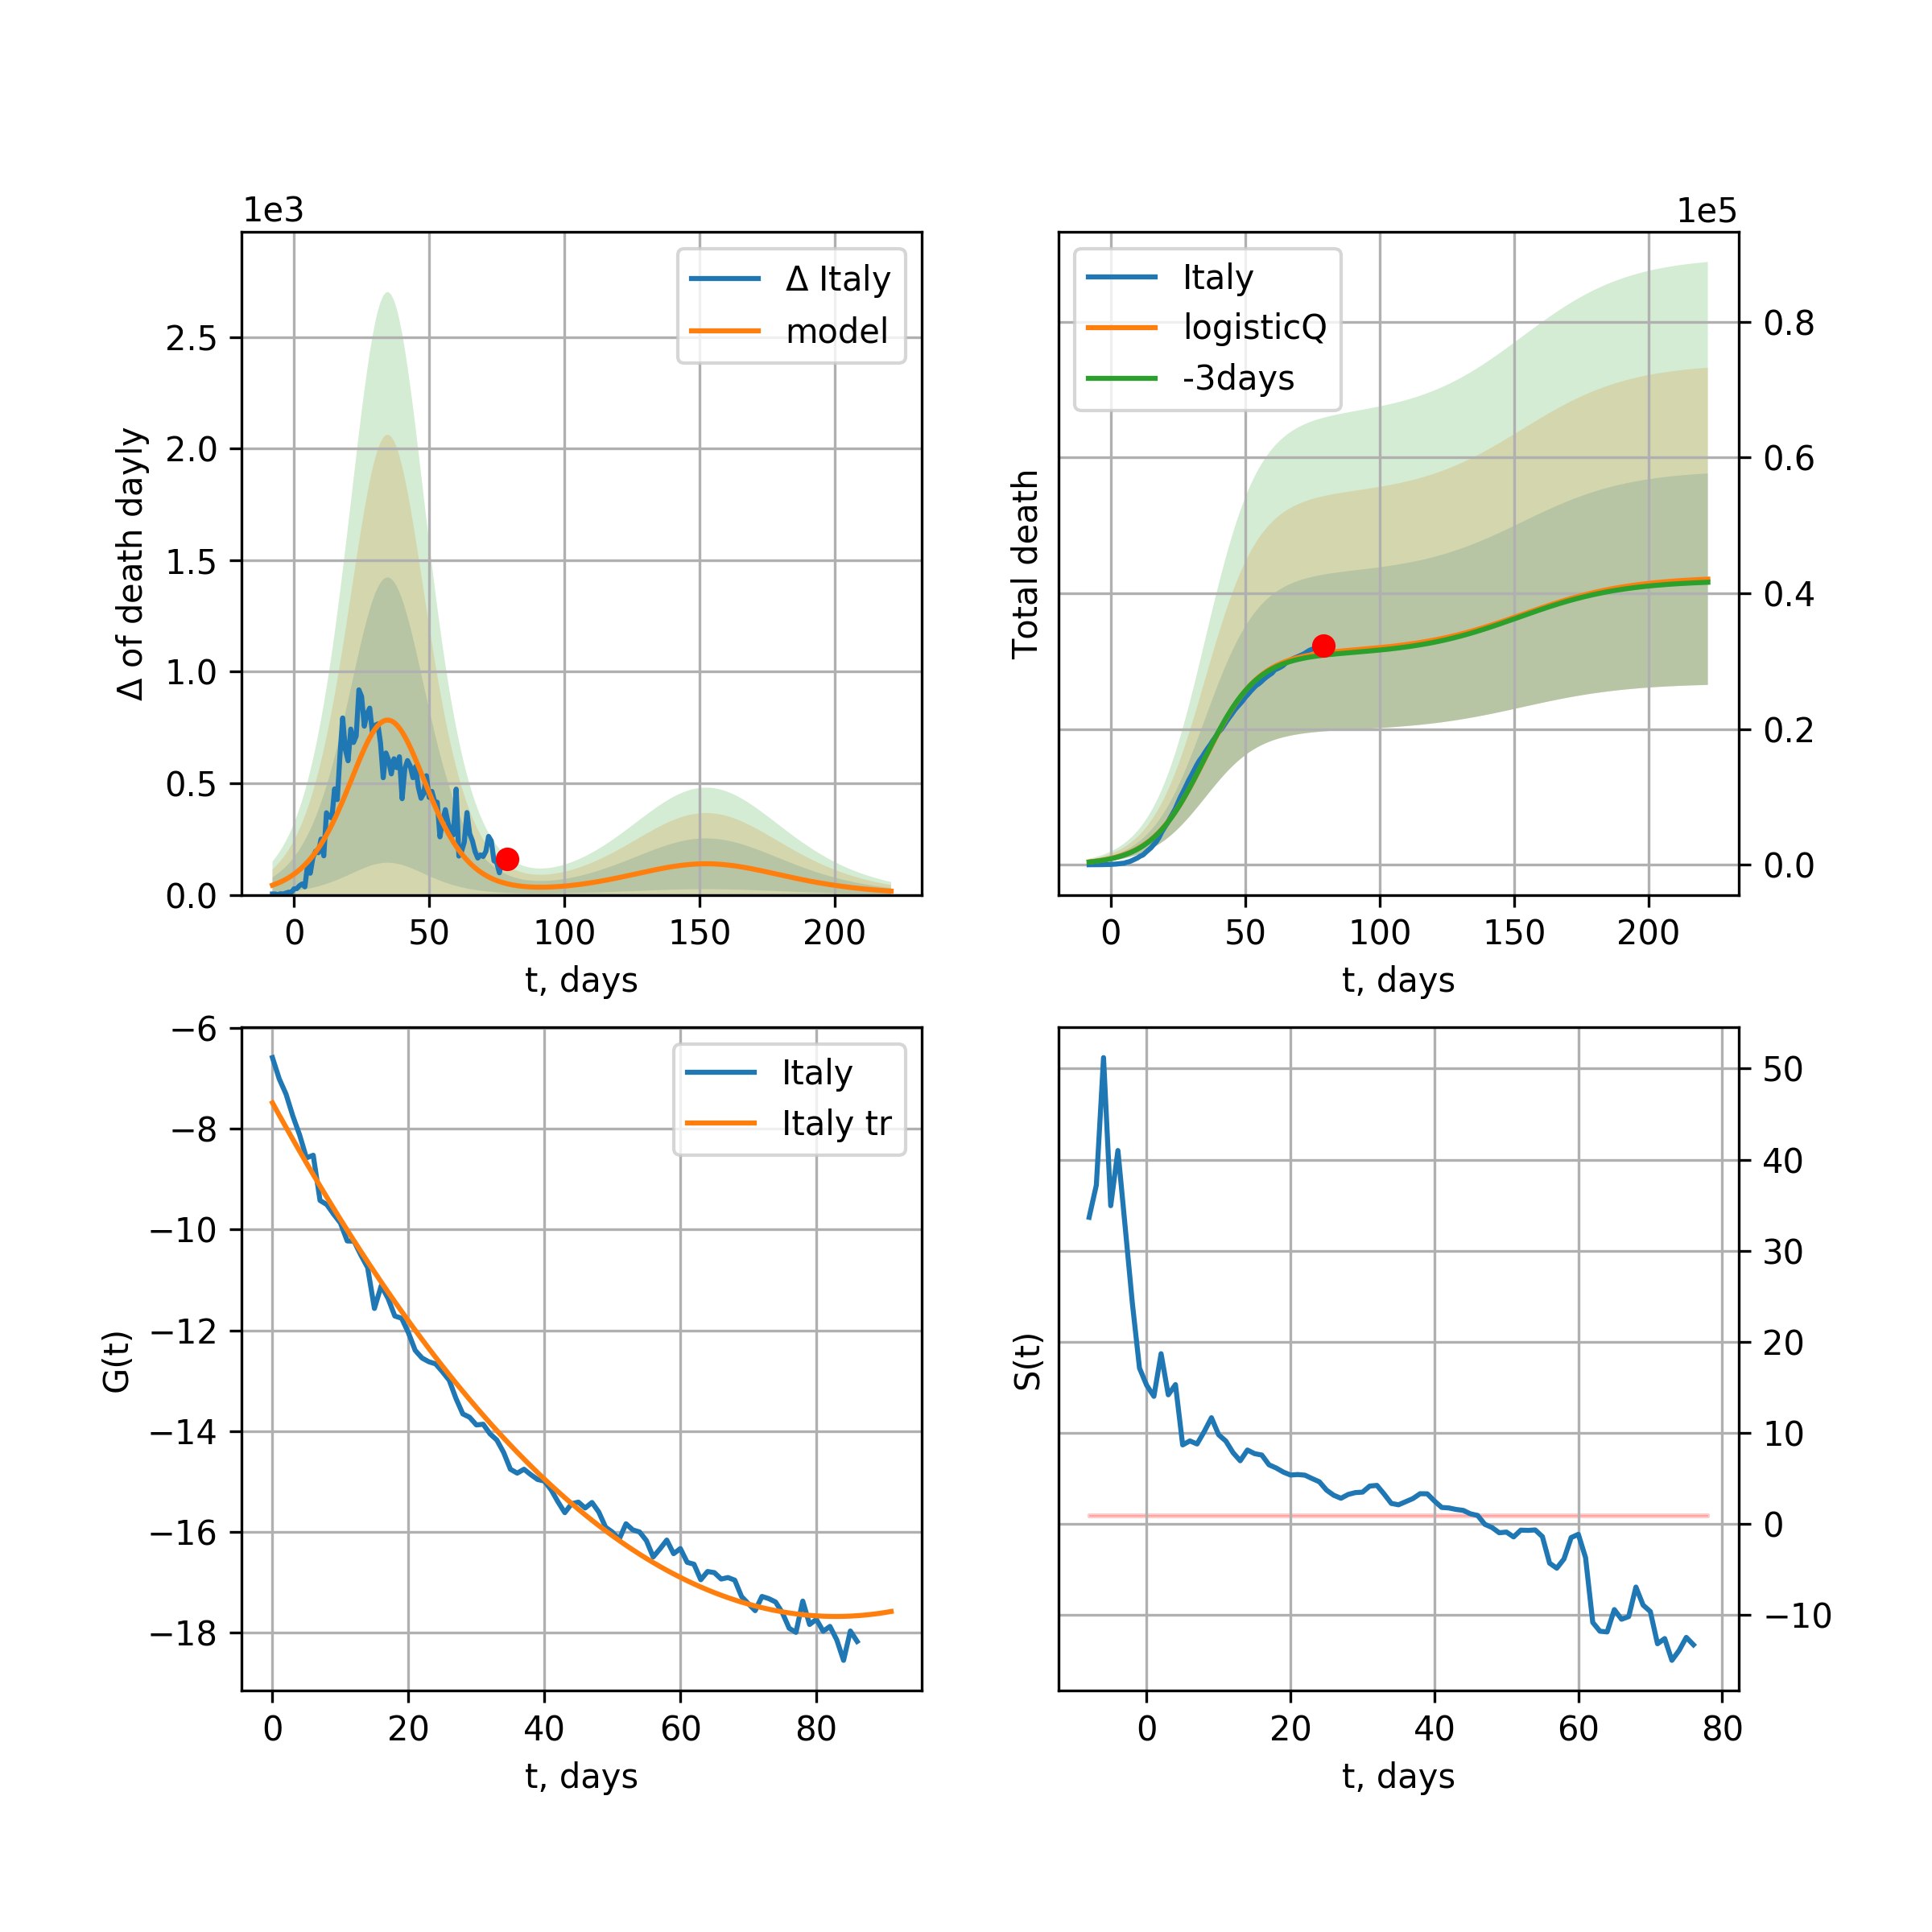 1e3
Δ Italy
model
2.5
2.0
1.5
1.0
0.5
0.0
Δ of death dayly
0 50 100 150 200
t, days
1e5
Italy
logisticQ
-3days
0.8
0.6
0.4
0.2
0.0
Total death
0 50 100 150 200
t, days
Italy
Italy tr
−6
−8
−10
−12
−14
−16
−18
G(t)
0 20 40 60 80
t, days
50
40
30
20
10
0
−10
S(t)
0 20 40 60 80
t, days